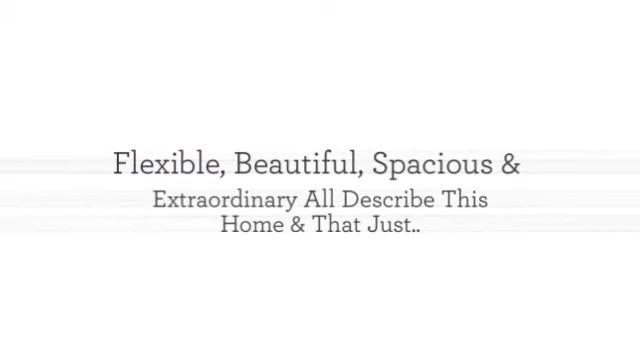 Flexible, Beautiful, Spacious &
Extraordinary All Describe This
Home & That Just..